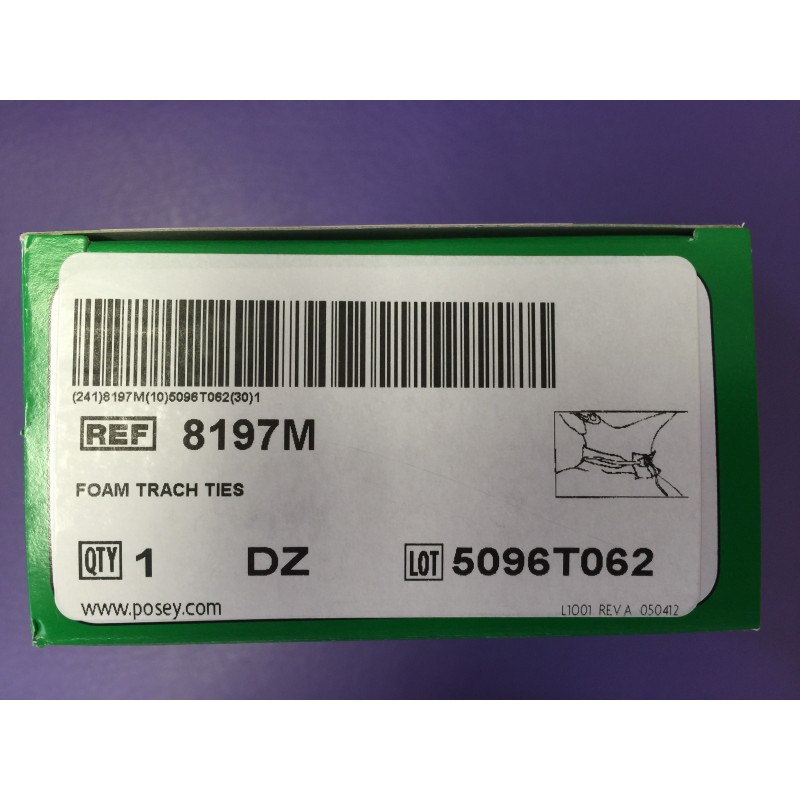 (241)8197M(10)5096T062(30)1
REF 8197M
FOAM TRACH TIES
QTY 1 DZ LOT 5096T062
www.posey.com L1001 REV A 050412